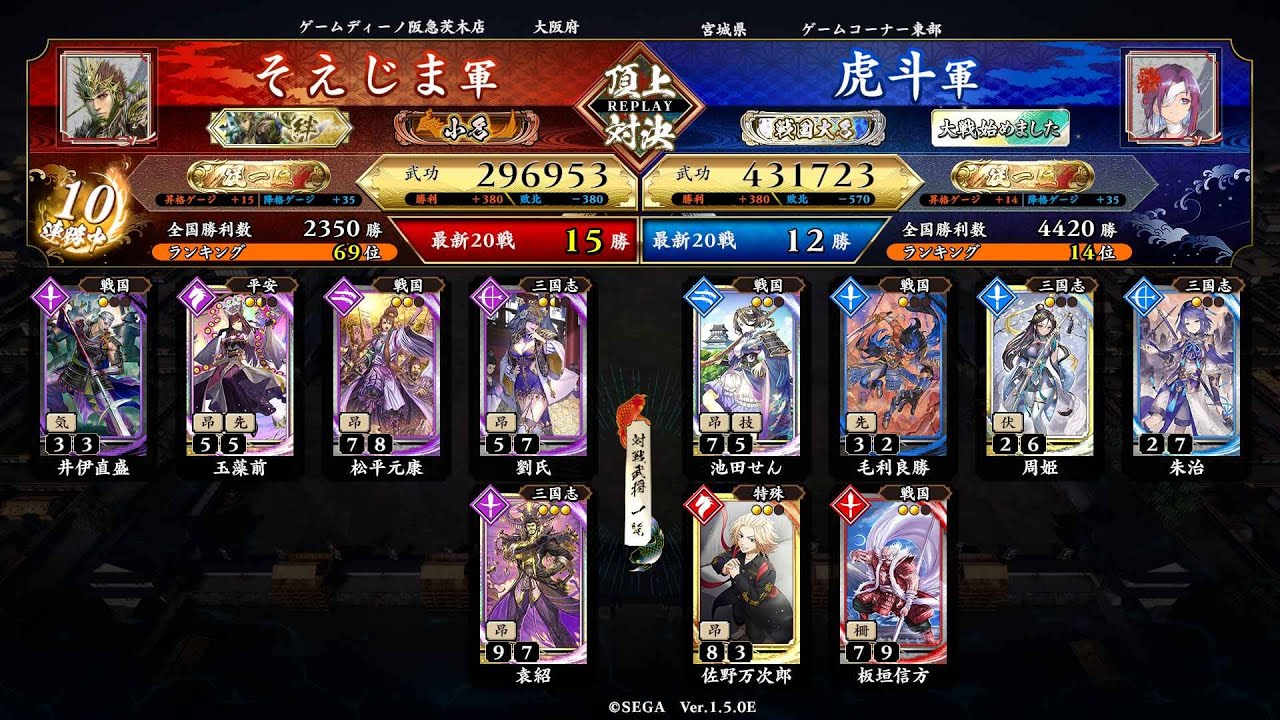 ゲームディーノ阪急茨木店 大阪府
宮城県 ゲームコーナー東部
そえじま軍
頂上
REPLAY
対決
虎斗軍
絆
小名
戦国大名
大戦始めました
10
連勝中
武功 296953
勝利 +380 敗北 -380
武功 431723
勝利 +380 敗北 -570
昇格ゲージ +15 降格ゲージ +35
昇格ゲージ +14 降格ゲージ +35
全国勝利数 2350勝
ランキング 69位
最新20戦 15勝
最新20戦 12勝
全国勝利数 4420勝
ランキング 14位
戦国
気
3 3
井伊直盛
平安
昴 先
5 5
玉藻前
戦国
昴
7 8
松平元康
三国志
昴
5 7
劉氏
三国志
昴
9 7
袁紹
対戦武将一覧
戦国
昴 技
7 5
池田せん
戦国
先
3 2
毛利良勝
三国志
伏
2 6
周姫
三国志
2 7
朱治
特殊
昴
8 3
佐野万次郎
戦国
柵
7 9
板垣信方
©SEGA Ver.1.5.0E